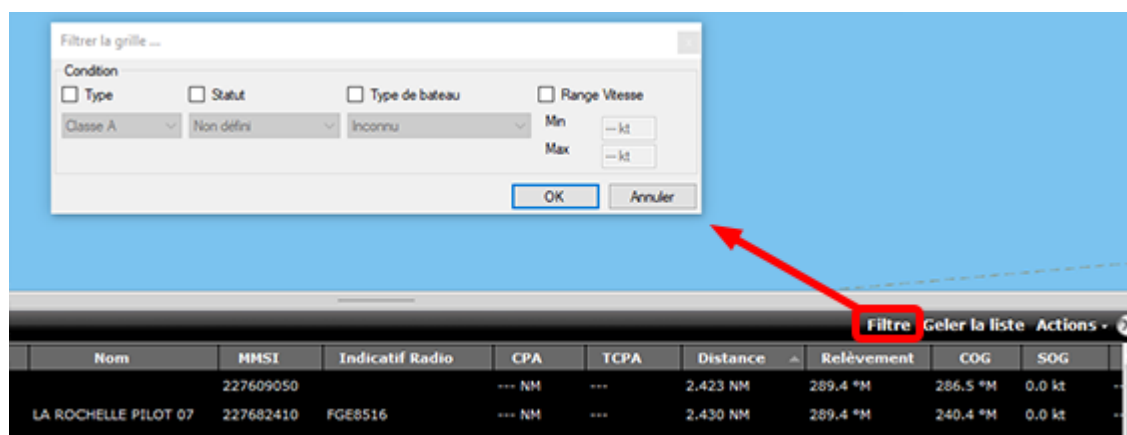 Filtrer la grille ...
Condition
Type Statut Type de bateau Range Vitesse
Classe A Non défini Inconnu Min --- kt
Max --- kt
OK Annuler
Filtre Geler la liste Actions
Nom MMSI Indicatif Radio CPA TCPA Distance Relèvement COG SOG
227609050 --- NM --- 2.423 NM 289.4 °M 286.5 °M 0.0 kt --
LA ROCHELLE PILOT 07 227682410 FGE8516 --- NM --- 2.430 NM 289.4 °M 240.4 °M 0.0 kt --